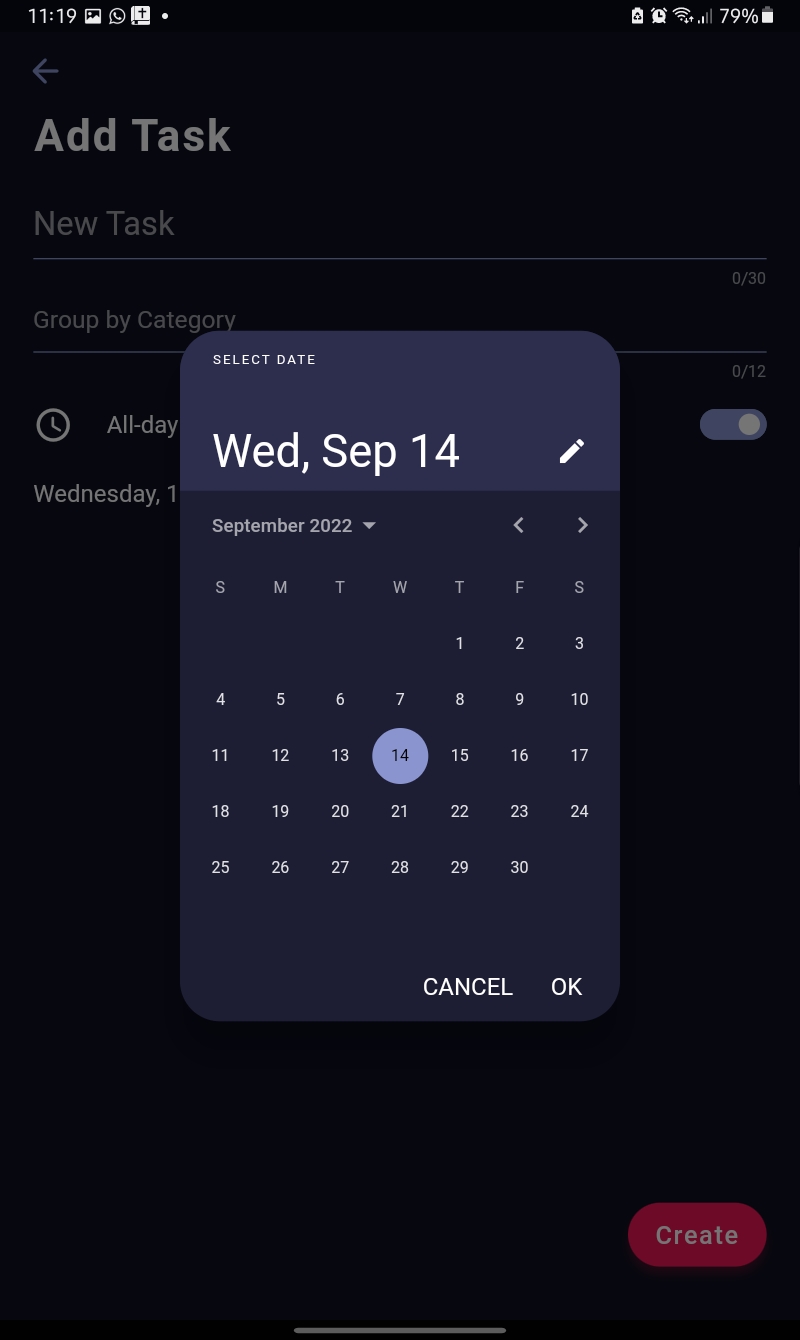 11:19 79%
Add Task
New Task
0/30
Group by Category
0/12
All-day
Wednesday, 1
SELECT DATE
Wed, Sep 14
September 2022
S M T W T F S
1 2 3
4 5 6 7 8 9 10
11 12 13 14 15 16 17
18 19 20 21 22 23 24
25 26 27 28 29 30
CANCEL OK
Create